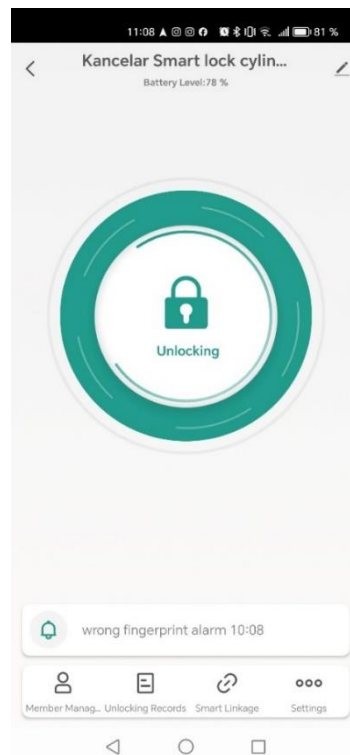 11:08 81 %
Kancelar Smart lock cylin...
Battery Level:78 %
Unlocking
wrong fingerprint alarm 10:08
Member Manag... Unlocking Records Smart Linkage Settings